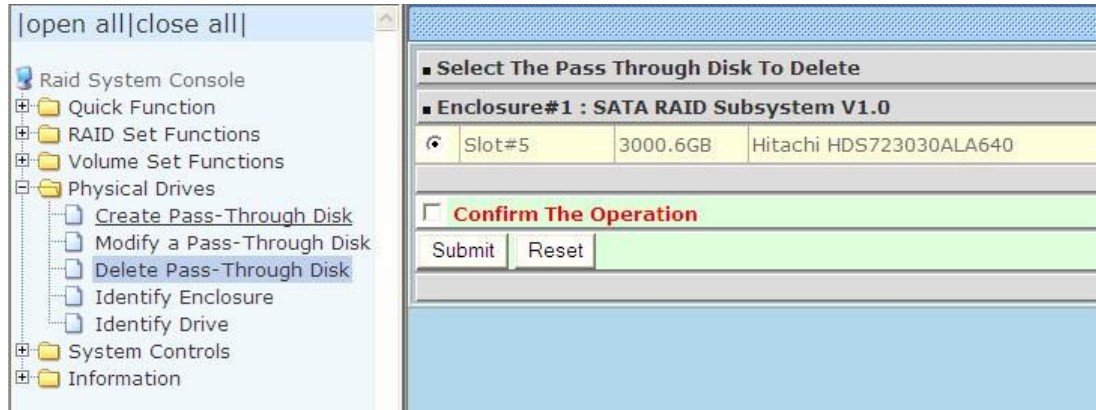 |open all|close all|
Raid System Console
Quick Function
RAID Set Functions
Volume Set Functions
Physical Drives
Create Pass-Through Disk
Modify a Pass-Through Disk
Delete Pass-Through Disk
Identify Enclosure
Identify Drive
System Controls
Information
Select The Pass Through Disk To Delete
Enclosure#1 : SATA RAID Subsystem V1.0
Slot#5 3000.6GB Hitachi HDS723030ALA640
Confirm The Operation
Submit Reset